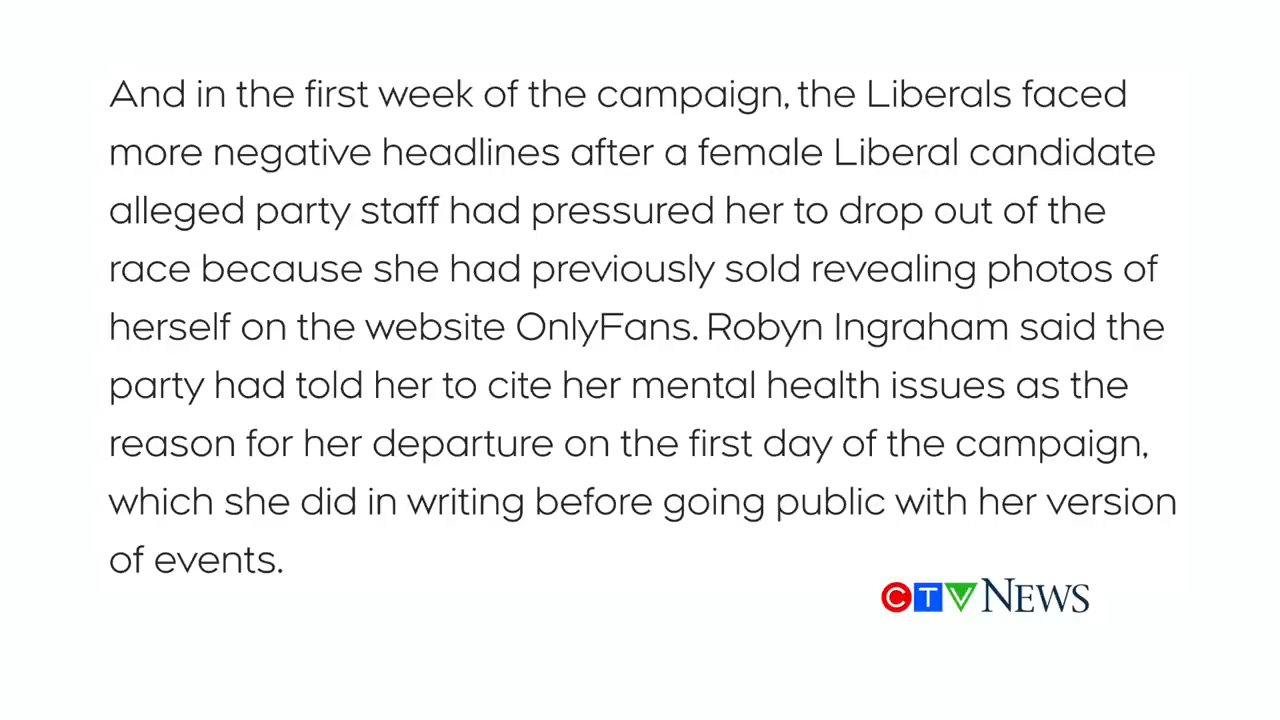 And in the first week of the campaign, the Liberals faced
more negative headlines after a female Liberal candidate
alleged party staff had pressured her to drop out of the
race because she had previously sold revealing photos of
herself on the website OnlyFans. Robyn Ingraham said the
party had told her to cite her mental health issues as the
reason for her departure on the first day of the campaign,
which she did in writing before going public with her version
of events.
CTV NEWS